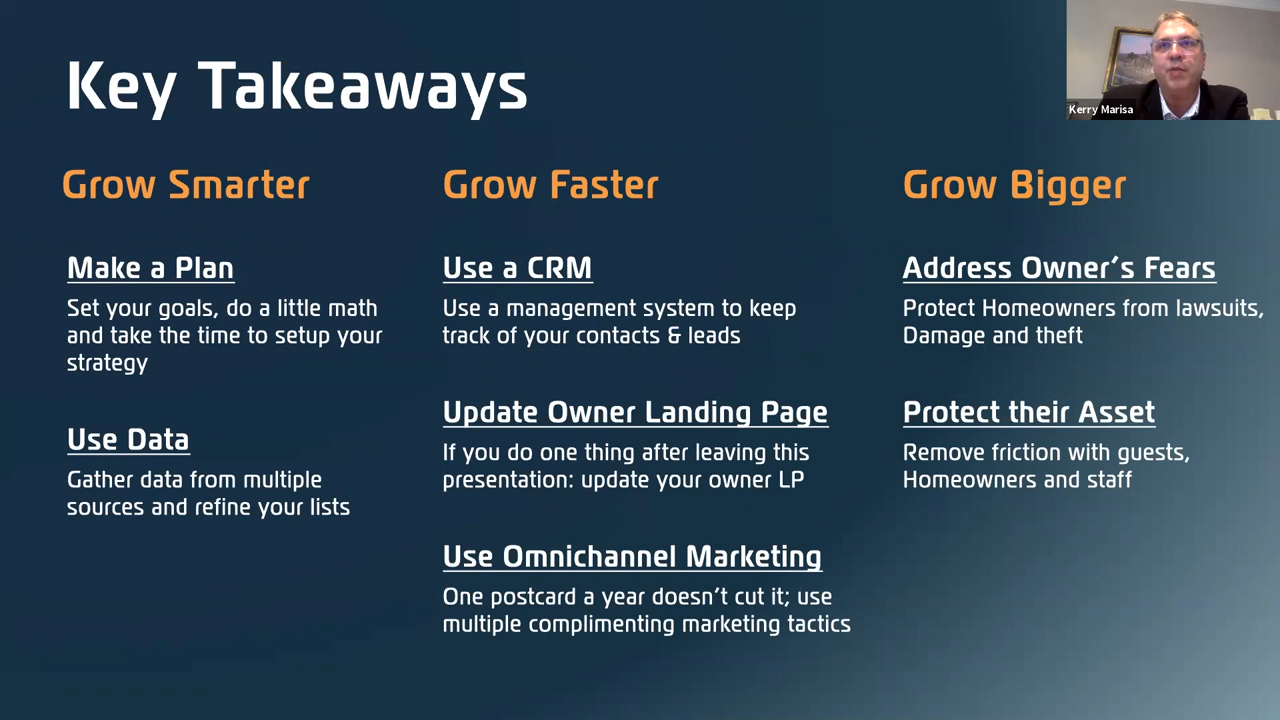 Key Takeaways
Kerry Marisa
Grow Smarter
Make a Plan
Set your goals, do a little math
and take the time to setup your
strategy
Use Data
Gather data from multiple
sources and refine your lists
Grow Faster
Use a CRM
Use a management system to keep
track of your contacts & leads
Update Owner Landing Page
If you do one thing after leaving this
presentation: update your owner LP
Use Omnichannel Marketing
One postcard a year doesn't cut it; use
multiple complimenting marketing tactics
Grow Bigger
Address Owner's Fears
Protect Homeowners from lawsuits,
Damage and theft
Protect their Asset
Remove friction with guests,
Homeowners and staff